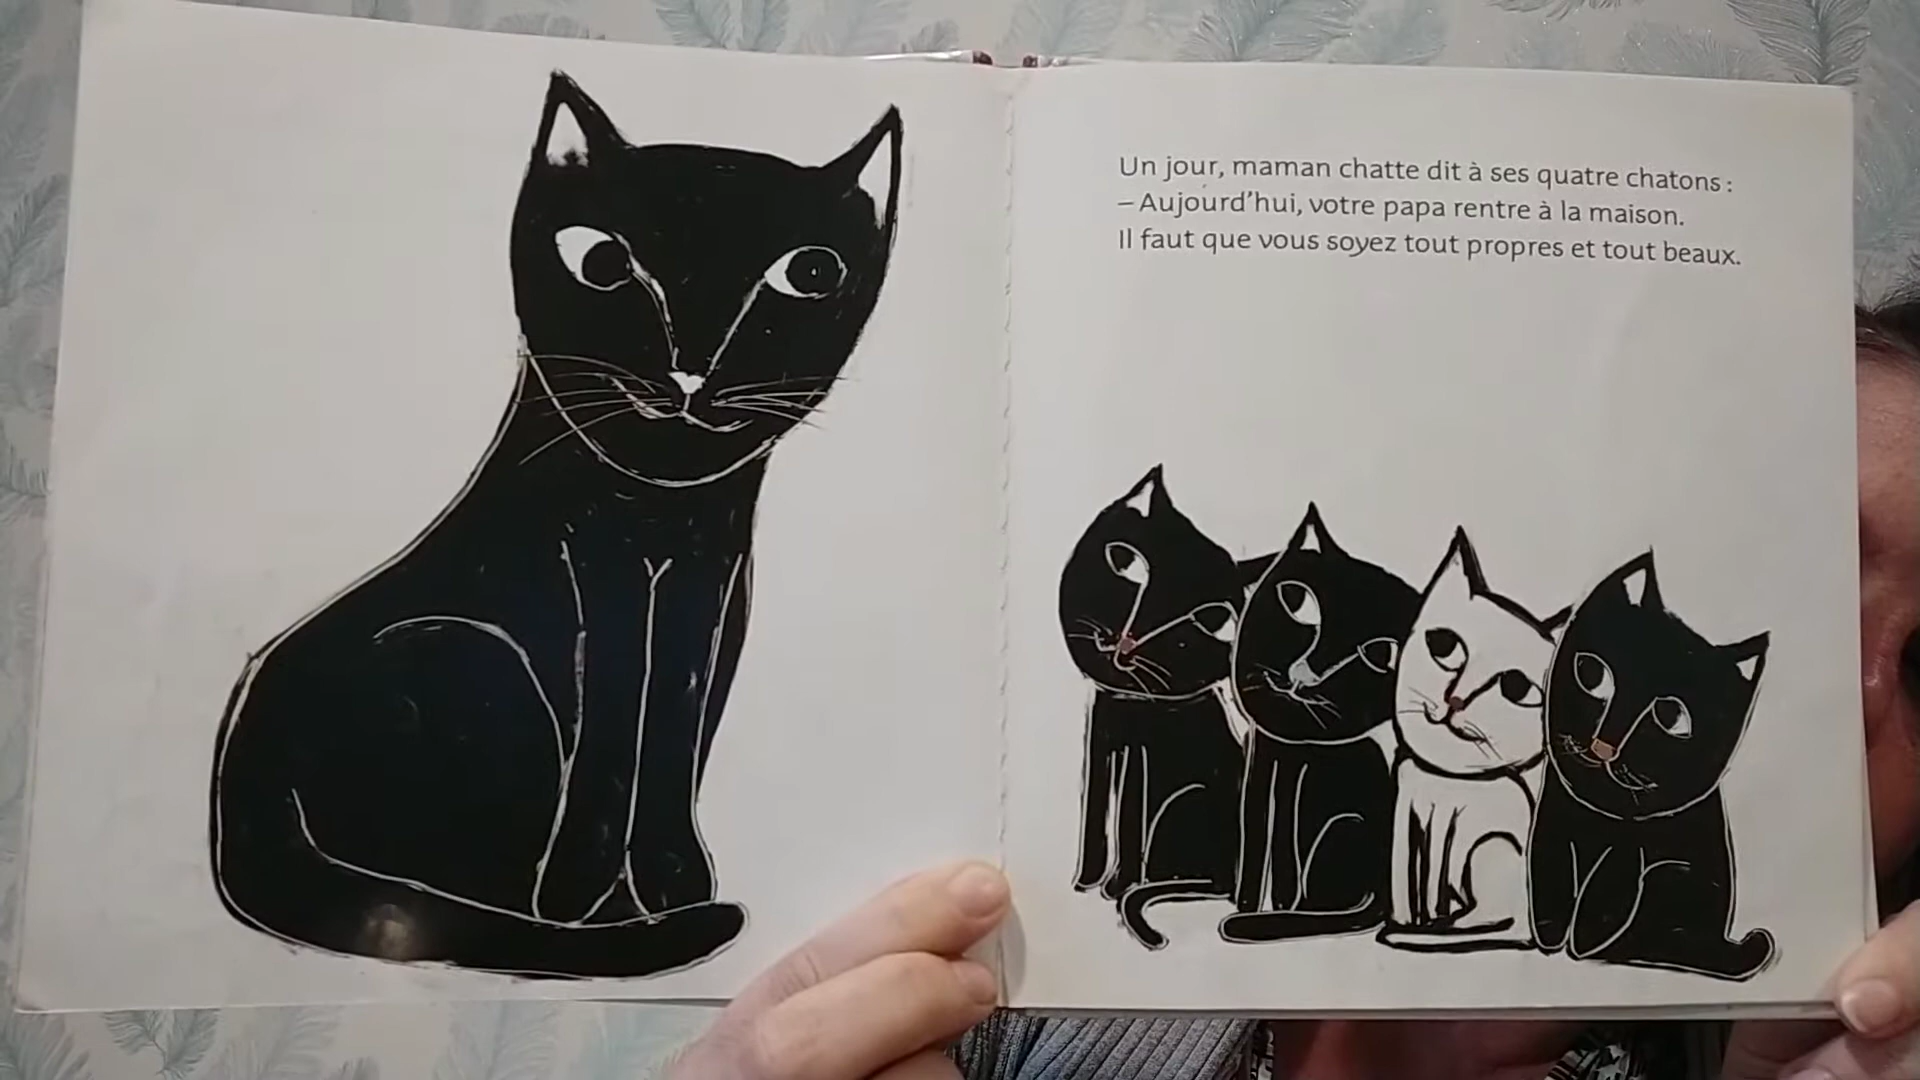 Un jour, maman chatte dit à ses quatre chatons :
– Aujourd'hui, votre papa rentre à la maison.
Il faut que vous soyez tout propres et tout beaux.